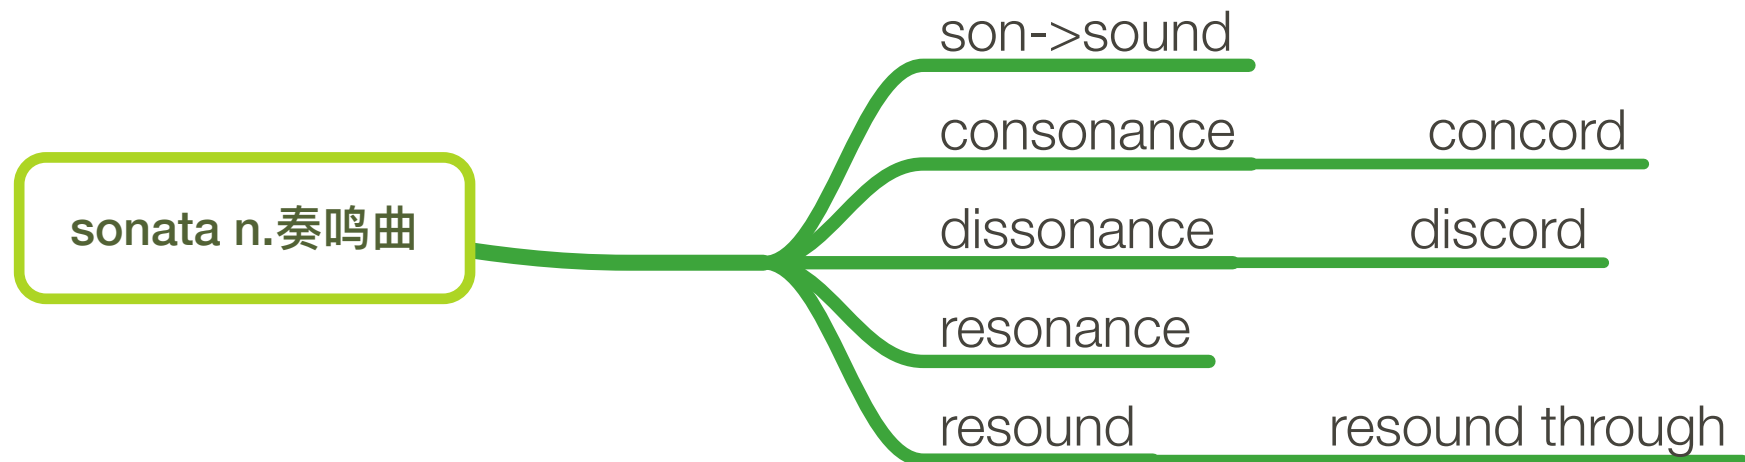 sonata n.奏鸣曲
son->sound
consonance
concord
dissonance
discord
resonance
resound
resound through